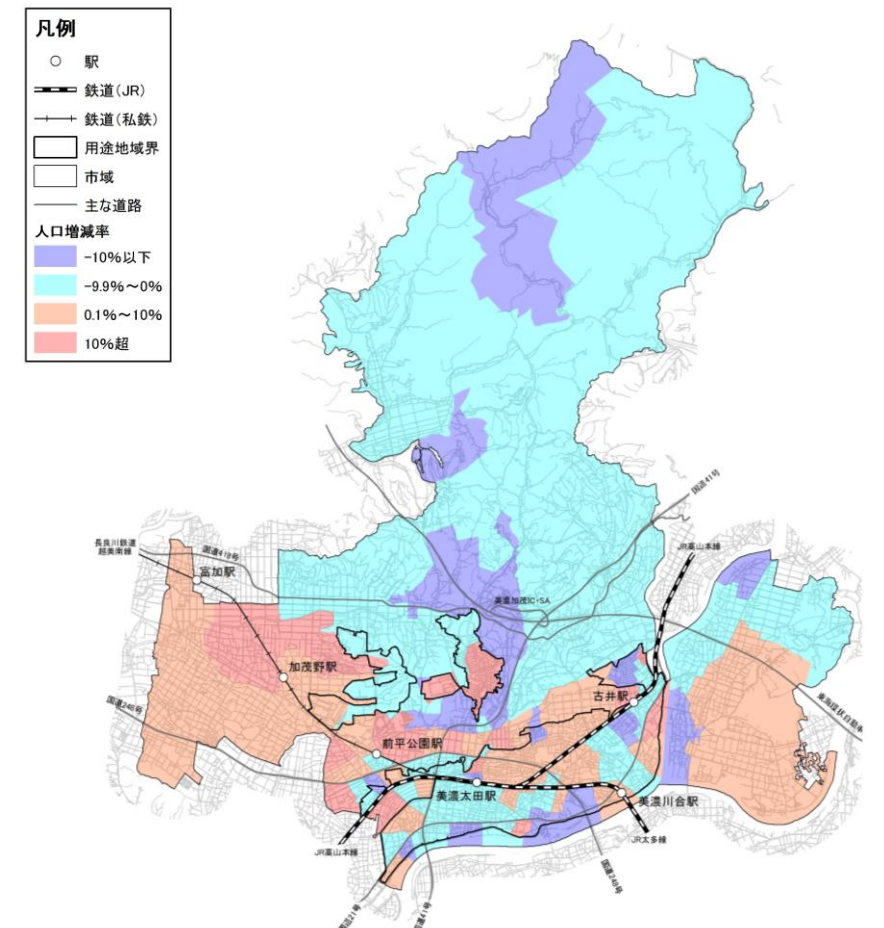 凡例
駅
鉄道(JR)
鉄道(私鉄)
用途地域界
市域
主な道路
人口増減率
-10%以下
-9.9%~0%
0.1%~10%
10%超
国道41号
長良川鉄道
越美南線
国道418号
JR高山本線
富加駅
美濃加茂IC・SA
加茂野駅
古井駅
国道248号
東海環状自動車
前平公園駅
美濃太田駅
美濃川合駅
JR高山本線
JR太多線
国道248号
国道21号
国道41号